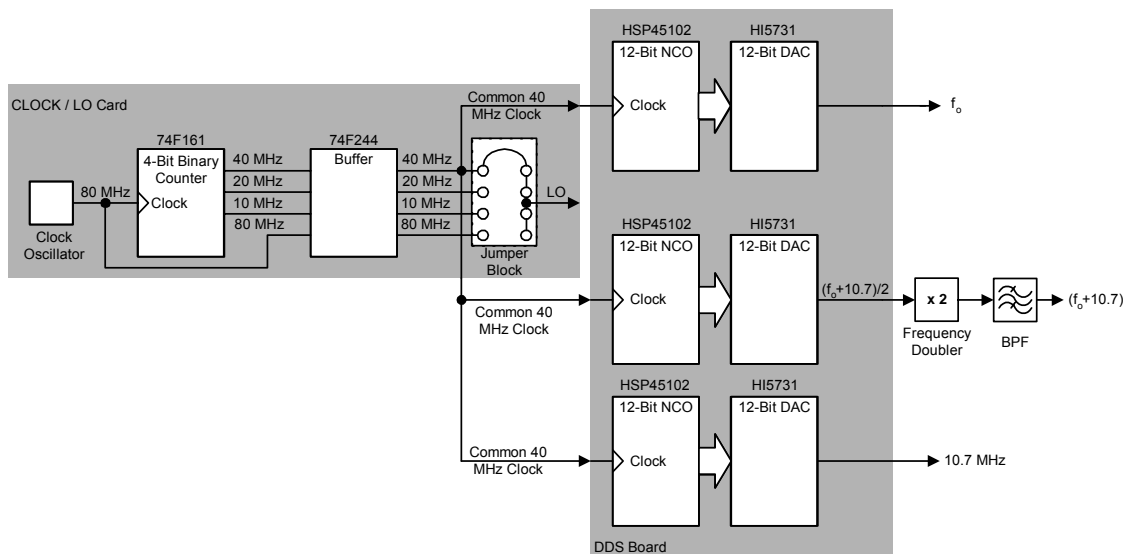 CLOCK / LO Card
80 MHz
Clock
Oscillator
74F161
4-Bit Binary
Counter
Clock
40 MHz
20 MHz
10 MHz
80 MHz
74F244
Buffer
40 MHz
20 MHz
10 MHz
80 MHz
Jumper
Block
LO
Common 40
MHz Clock
HSP45102
12-Bit NCO
Clock
HI5731
12-Bit DAC
fo
Common 40
MHz Clock
HSP45102
12-Bit NCO
Clock
HI5731
12-Bit DAC
(fo+10.7)/2
x 2
Frequency
Doubler
BPF
(fo+10.7)
Common 40
MHz Clock
HSP45102
12-Bit NCO
Clock
HI5731
12-Bit DAC
10.7 MHz
DDS Board